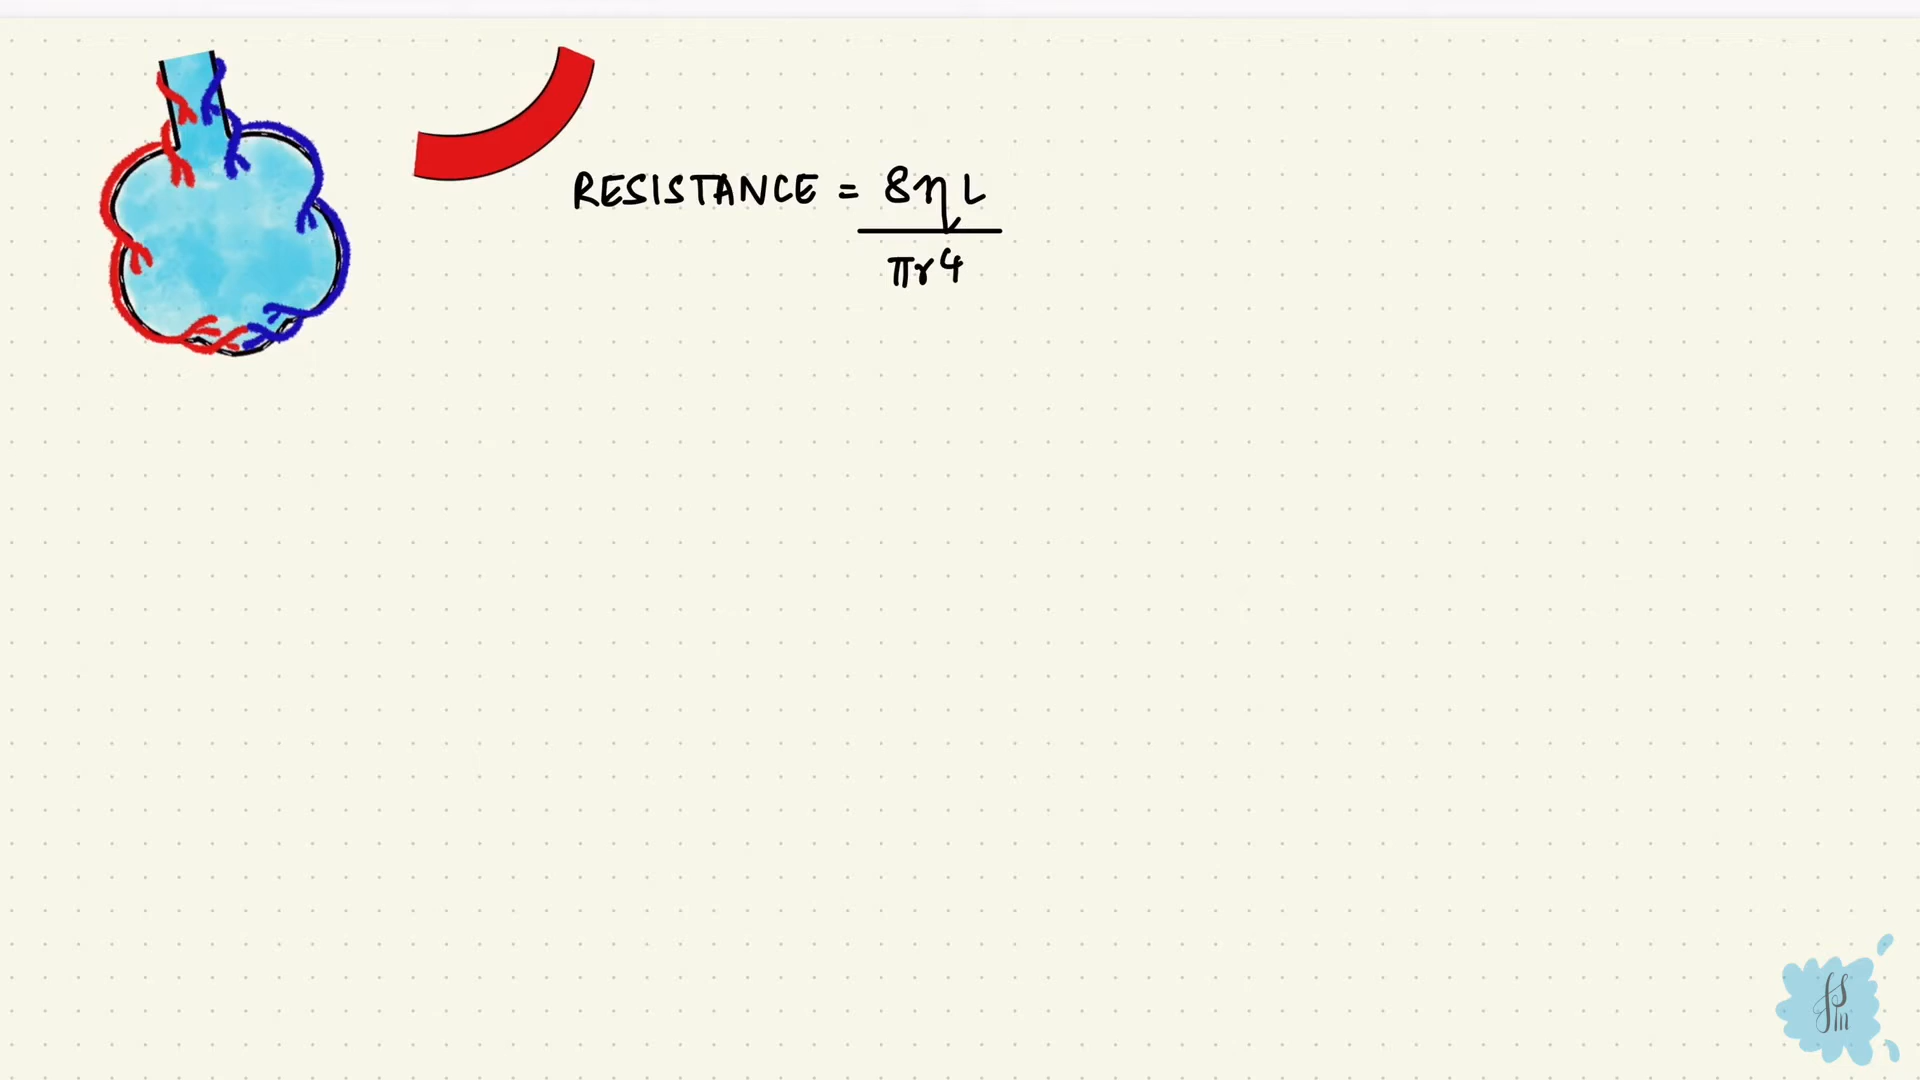 RESISTANCE = 8ηL
πr4